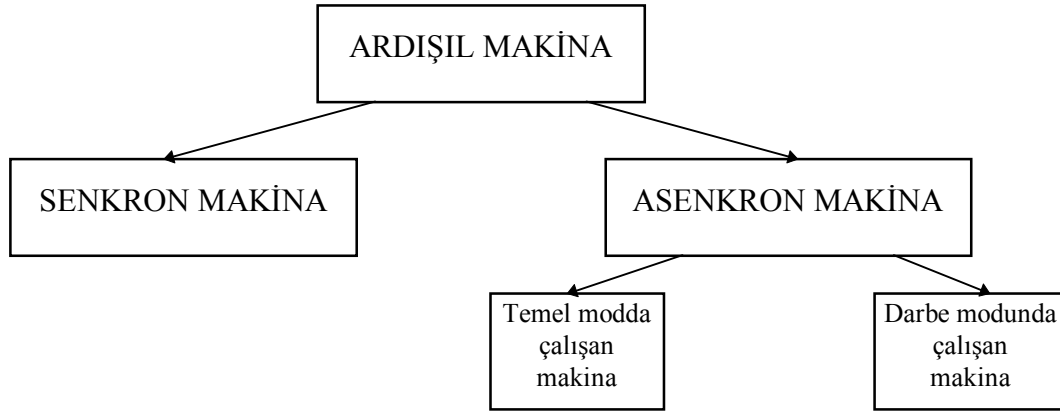 ARDIŞIL MAKİNA
SENKRON MAKİNA
ASENKRON MAKİNA
Temel modda
çalışan
makina
Darbe modunda
çalışan
makina